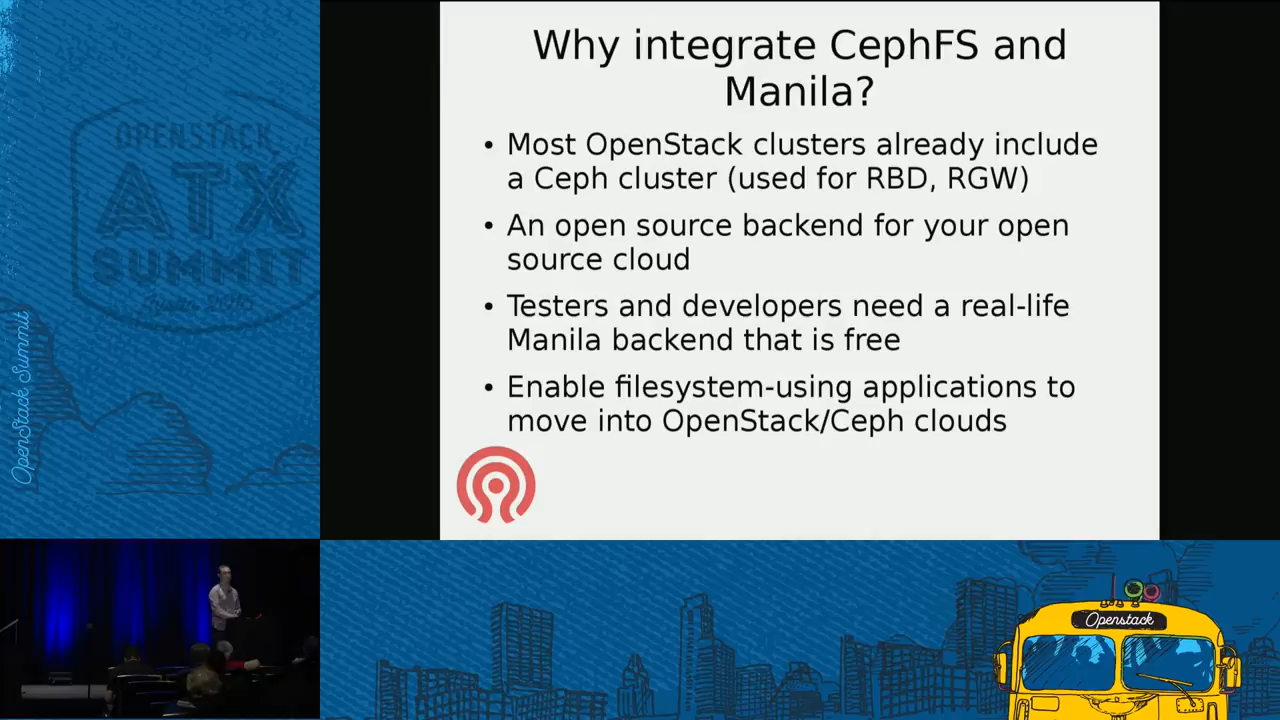 Why integrate CephFS and
Manila?
• Most OpenStack clusters already include
a Ceph cluster (used for RBD, RGW)
• An open source backend for your open
source cloud
• Testers and developers need a real-life
Manila backend that is free
• Enable filesystem-using applications to
move into OpenStack/Ceph clouds
OPENSTACK
ATX
SUMMIT
OpenStack Summit
Openstack